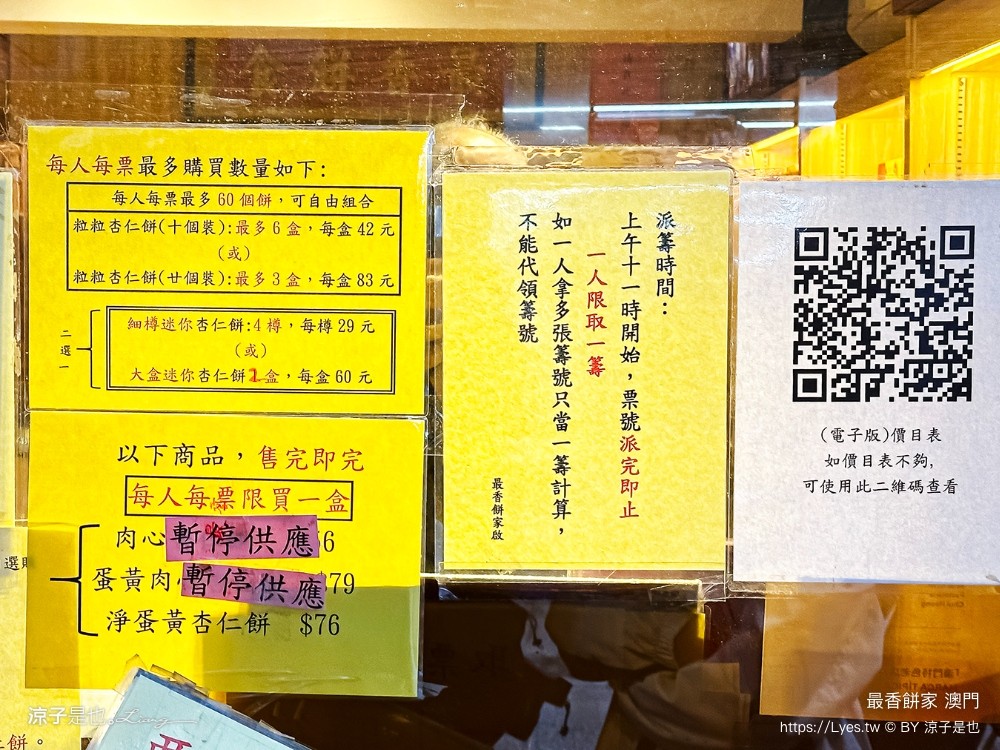 每人每票最多購買數量如下:
每人每票最多 60 個餅，可自由組合
粒粒杏仁餅(十個裝):最多 6 盒，每盒 42 元
（或）
粒粒杏仁餅(廿個裝):最多 3 盒，每盒 83 元
二選一
細樽迷你杏仁餅:4 樽，每樽 29 元
（或）
大盒迷你杏仁餅2盒，每盒 60 元
以下商品，售完即完
每人每票限買一盒
肉心
暫停供應
6
蛋黃肉
暫停供應
$79
淨蛋黃杏仁餅 $76
派籌時間：
上午十一時開始，票號派完即止
一人限取一籌
如一人拿多張籌號只當一籌計算，
不能代領籌號
最香餅家啟
(電子版)價目表
如價目表不夠,
可使用此二維碼查看
選
餅。
涼子是也
最香餅家 澳門
https://Lyes.tw © BY 涼子是也